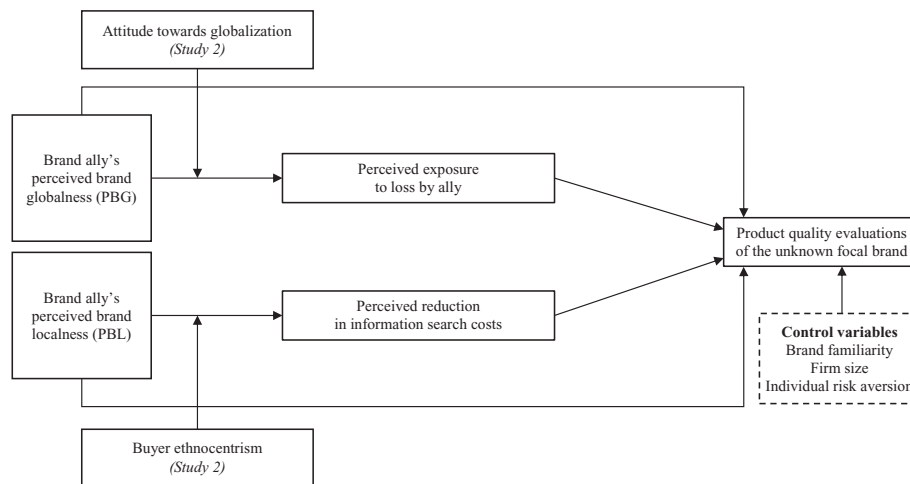 Attitude towards globalization
(Study 2)
Brand ally's
perceived brand
globalness (PBG)
Perceived exposure
to loss by ally
Product quality evaluations
of the unknown focal brand
Brand ally's
perceived brand
localness (PBL)
Perceived reduction
in information search costs
Control variables
Brand familiarity
Firm size
Individual risk aversion
Buyer ethnocentrism
(Study 2)